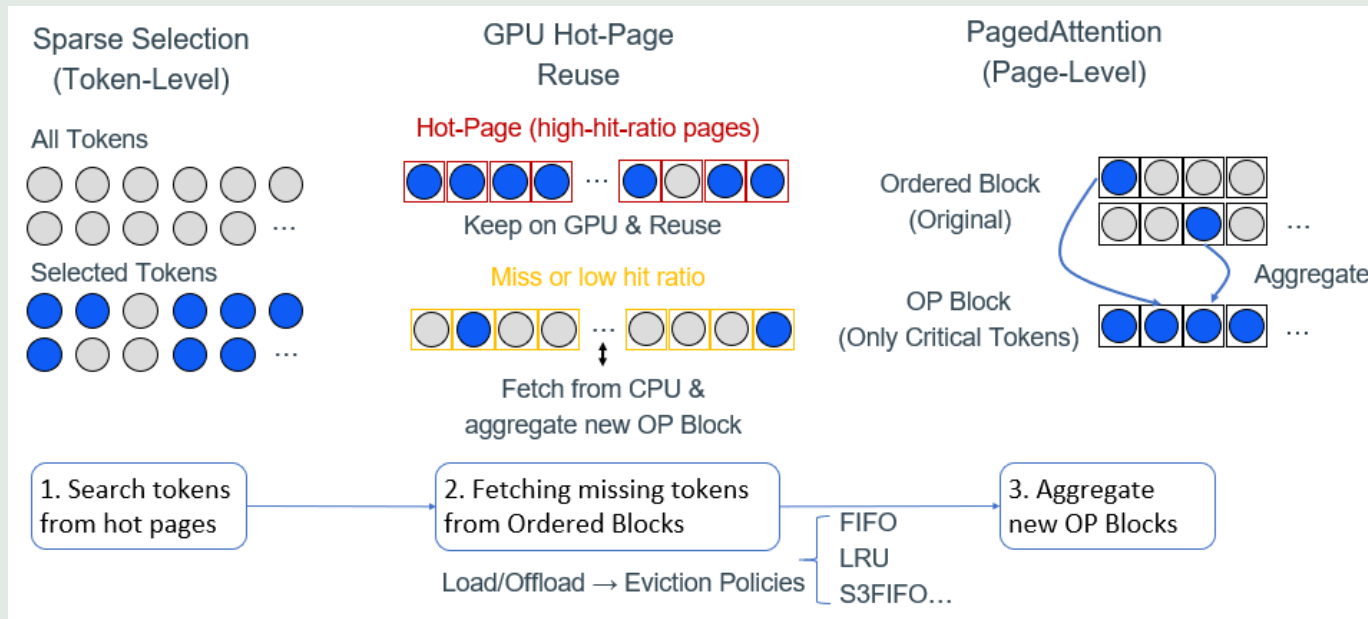 Sparse Selection
(Token-Level)
All Tokens
...
Selected Tokens
...
GPU Hot-Page
Reuse
Hot-Page (high-hit-ratio pages)
...
Keep on GPU & Reuse
Miss or low hit ratio
...
Fetch from CPU &
aggregate new OP Block
PagedAttention
(Page-Level)
Ordered Block
(Original)
...
Aggregate
OP Block
(Only Critical Tokens)
...
1. Search tokens
from hot pages
2. Fetching missing tokens
from Ordered Blocks
3. Aggregate
new OP Blocks
Load/Offload → Eviction Policies
FIFO
LRU
S3FIFO...